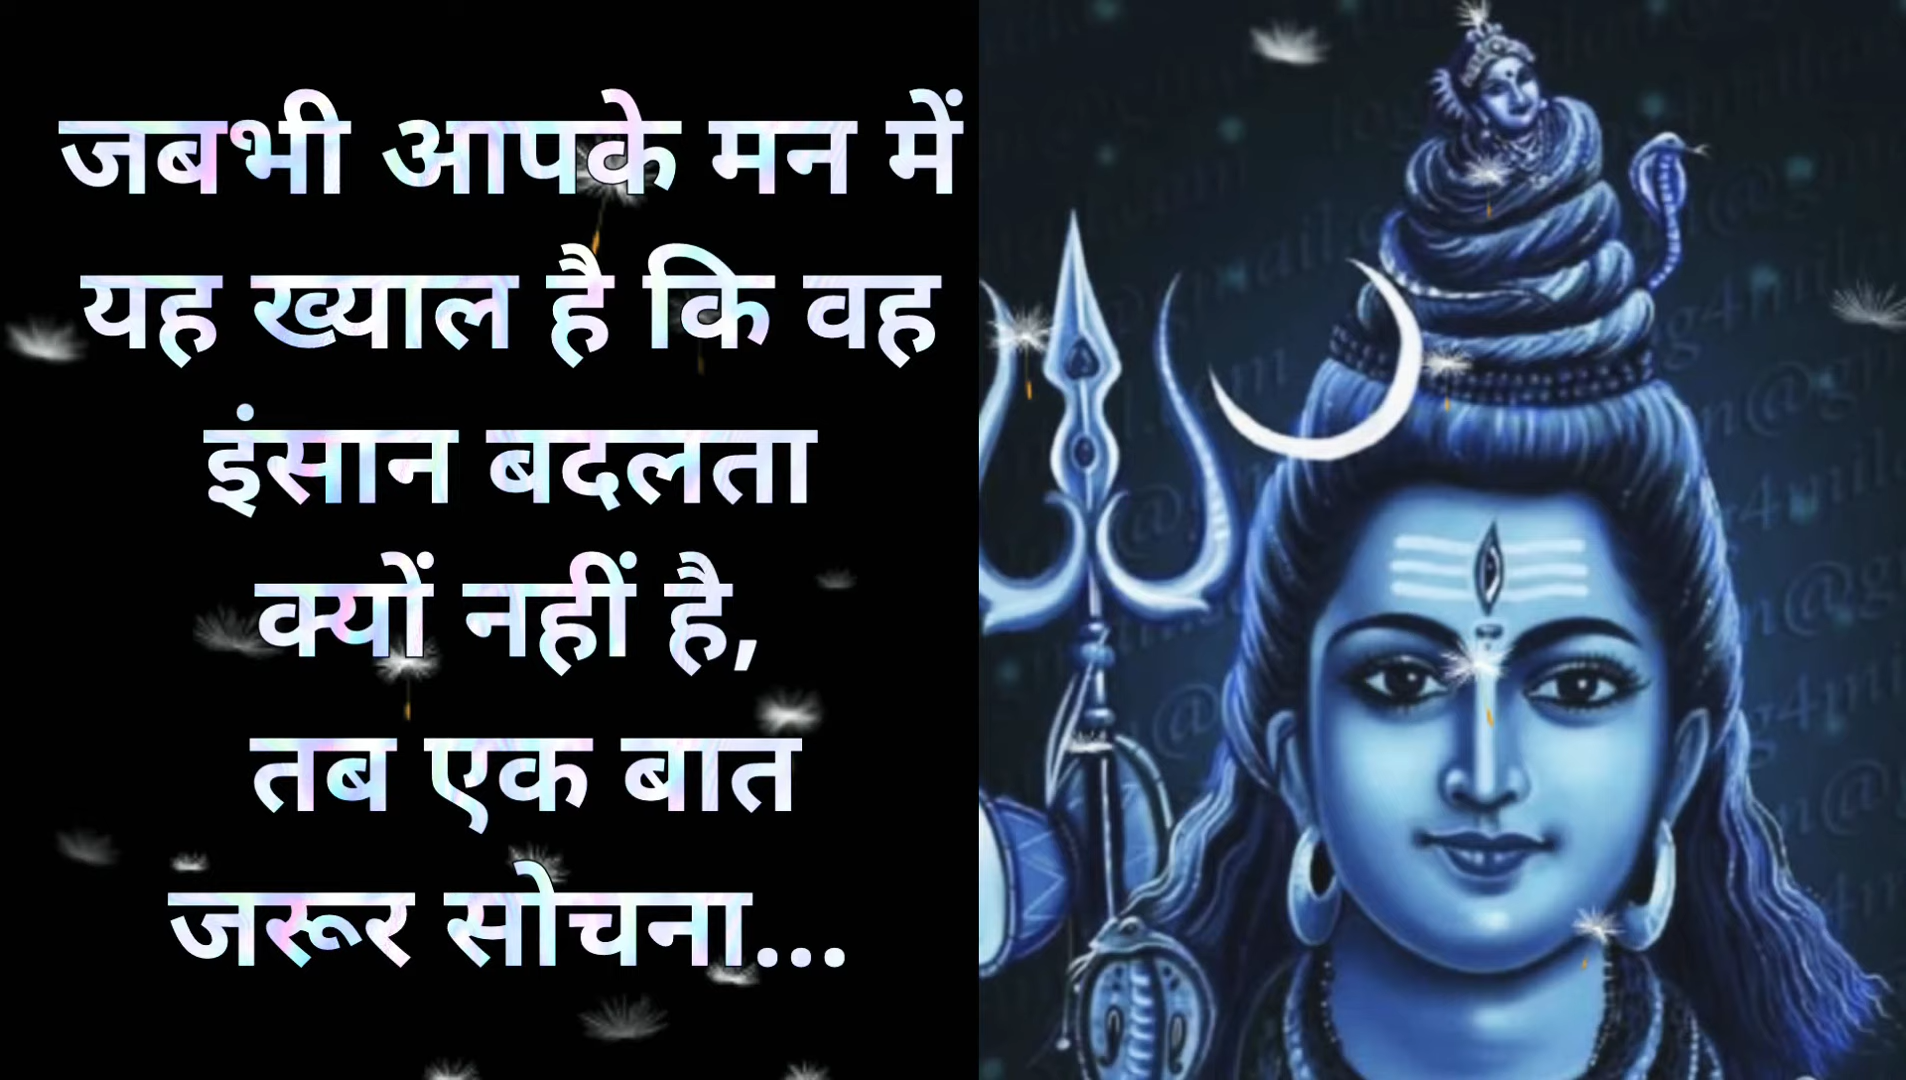 जबभी आपके मन में
यह ख्याल है कि वह
इंसान बदलता
क्यों नहीं है,
तब एक बात
जरूर सोचना...